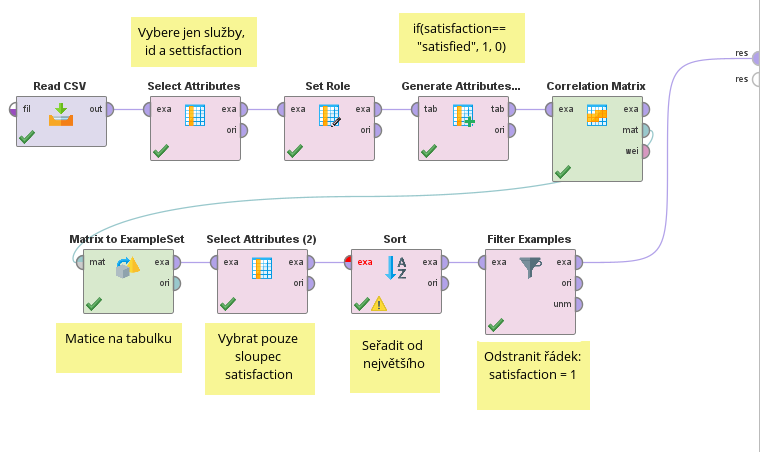 Vybere jen služby,
id a settisfaction
if(satisfaction==
"satisfied", 1, 0)
res
res
Read CSV
fil
out
Select Attributes
exa
exa
ori
Set Role
exa
exa
ori
Generate Attributes...
tab
tab
ori
Correlation Matrix
exa
exa
mat
wei
Matrix to ExampleSet
mat
exa
ori
Select Attributes (2)
exa
exa
ori
Sort
exa
exa
ori
A
Z
Filter Examples
exa
exa
ori
unm
Matice na tabulku
Vybrat pouze
sloupec
satisfaction
Seřadit od
největšího
Odstranit řádek:
satisfaction = 1